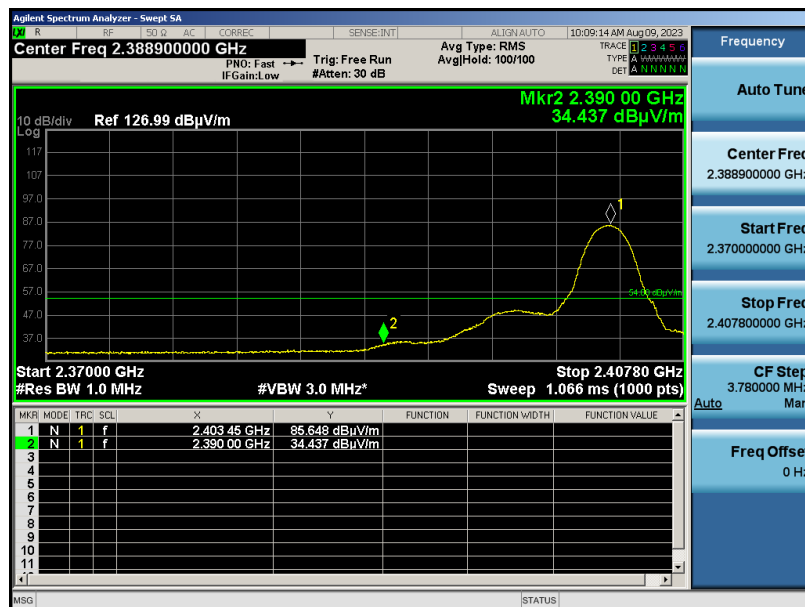 Agilent Spectrum Analyzer - Swept SA
LXI R RF 50 Ω AC CORREC SENSE:INT ALIGN AUTO 10:09:14 AM Aug 09, 2023
Center Freq 2.388900000 GHz
PNO: Fast
IFGain:Low
Trig: Free Run
#Atten: 30 dB
Avg Type: RMS
Avg|Hold: 100/100
TRACE 1 2 3 4 5 6
TYPE A WWWWW
DET A N N N N N
Mkr2 2.390 00 GHz
34.437 dBµV/m
10 dB/div Ref 126.99 dBµV/m
Log
117
107
97.0
87.0
77.0
67.0
57.0
47.0
37.0
1
2
54.00 dBµV/m
Start 2.37000 GHz Stop 2.40780 GHz
#Res BW 1.0 MHz #VBW 3.0 MHz* Sweep 1.066 ms (1000 pts)
MKR MODE TRC SCL X Y FUNCTION FUNCTION WIDTH FUNCTION VALUE
1 N 1 f 2.403 45 GHz 85.648 dBµV/m
2 N 1 f 2.390 00 GHz 34.437 dBµV/m
3
4
5
6
7
8
9
10
11
MSG STATUS
Frequency
Auto Tune
Center Freq
2.388900000 GHz
Start Freq
2.370000000 GHz
Stop Freq
2.407800000 GHz
CF Step
3.780000 MHz
Auto Man
Freq Offset
0 Hz